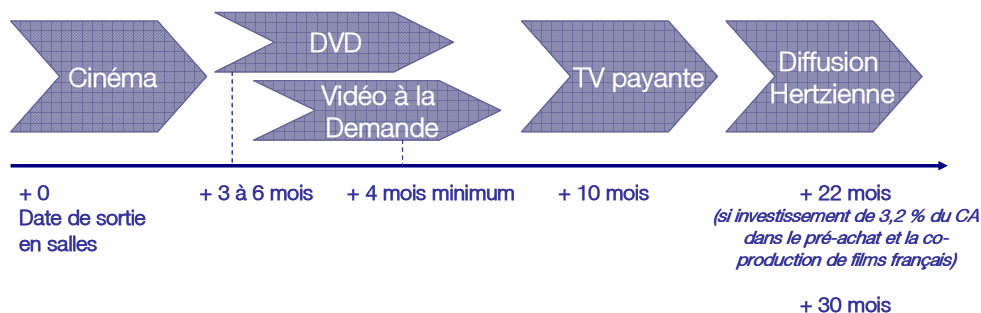 Cinéma
DVD
Vidéo à la
Demande
TV payante
Diffusion
Hertzienne
+ 0
Date de sortie
en salles
+ 3 à 6 mois
+ 4 mois minimum
+ 10 mois
+ 22 mois
(si investissement de 3,2 % du CA
dans le pré-achat et la co-
production de films français)
+ 30 mois